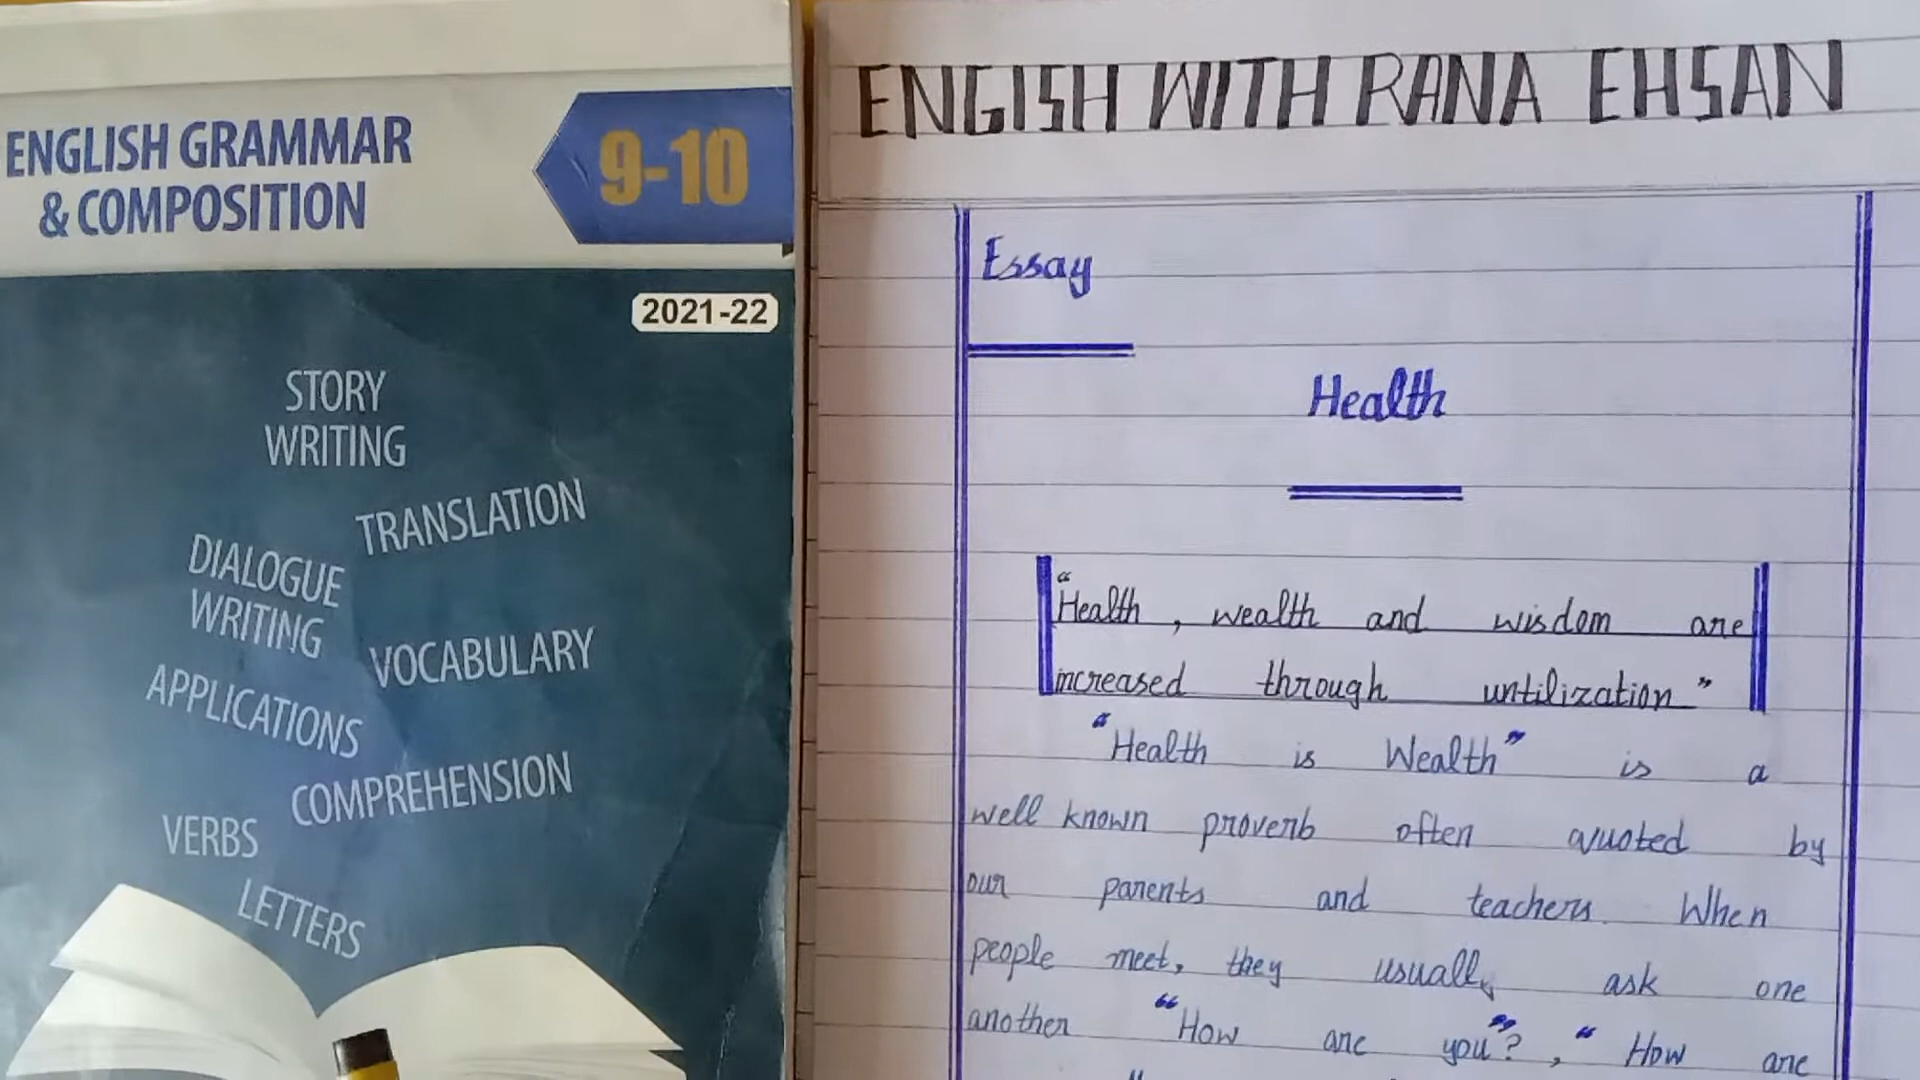 ENGLISH GRAMMAR
& COMPOSITION
9-10
2021-22
STORY
WRITING
TRANSLATION
DIALOGUE
WRITING
VOCABULARY
APPLICATIONS
COMPREHENSION
VERBS
LETTERS
ENGISH WITH RANA EHSAN
Essay
Health
“Health , wealth and wisdom are
increased through untilization”
“Health is Wealth” is a
well known proverb often quoted by
our parents and teachers. When
people meet, they usually ask one
another “How are you”? , “ How are